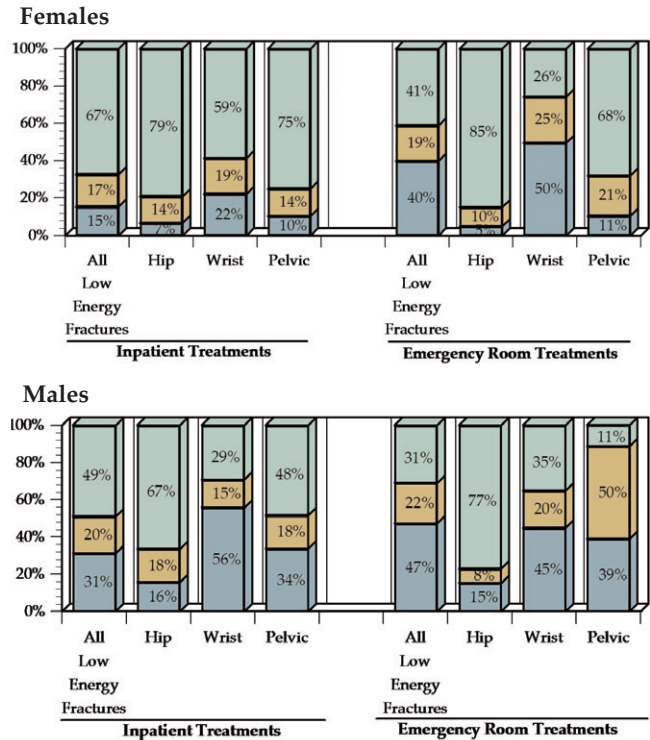 Females
100%
80%
60%
40%
20%
0%
67% 79% 59% 75% 41% 85% 26% 68%
17% 14% 19% 14% 19% 10% 25% 21%
15% 7% 22% 10% 40% 5% 50% 11%
All Hip Wrist Pelvic All Hip Wrist Pelvic
Low Low
Energy Energy
Fractures Fractures
Inpatient Treatments Emergency Room Treatments
Males
100%
80%
60%
40%
20%
0%
49% 67% 29% 48% 31% 77% 35% 11%
20% 18% 15% 18% 22% 8% 20% 50%
31% 16% 56% 34% 47% 15% 45% 39%
All Hip Wrist Pelvic All Hip Wrist Pelvic
Low Low
Energy Energy
Fractures Fractures
Inpatient Treatments Emergency Room Treatments